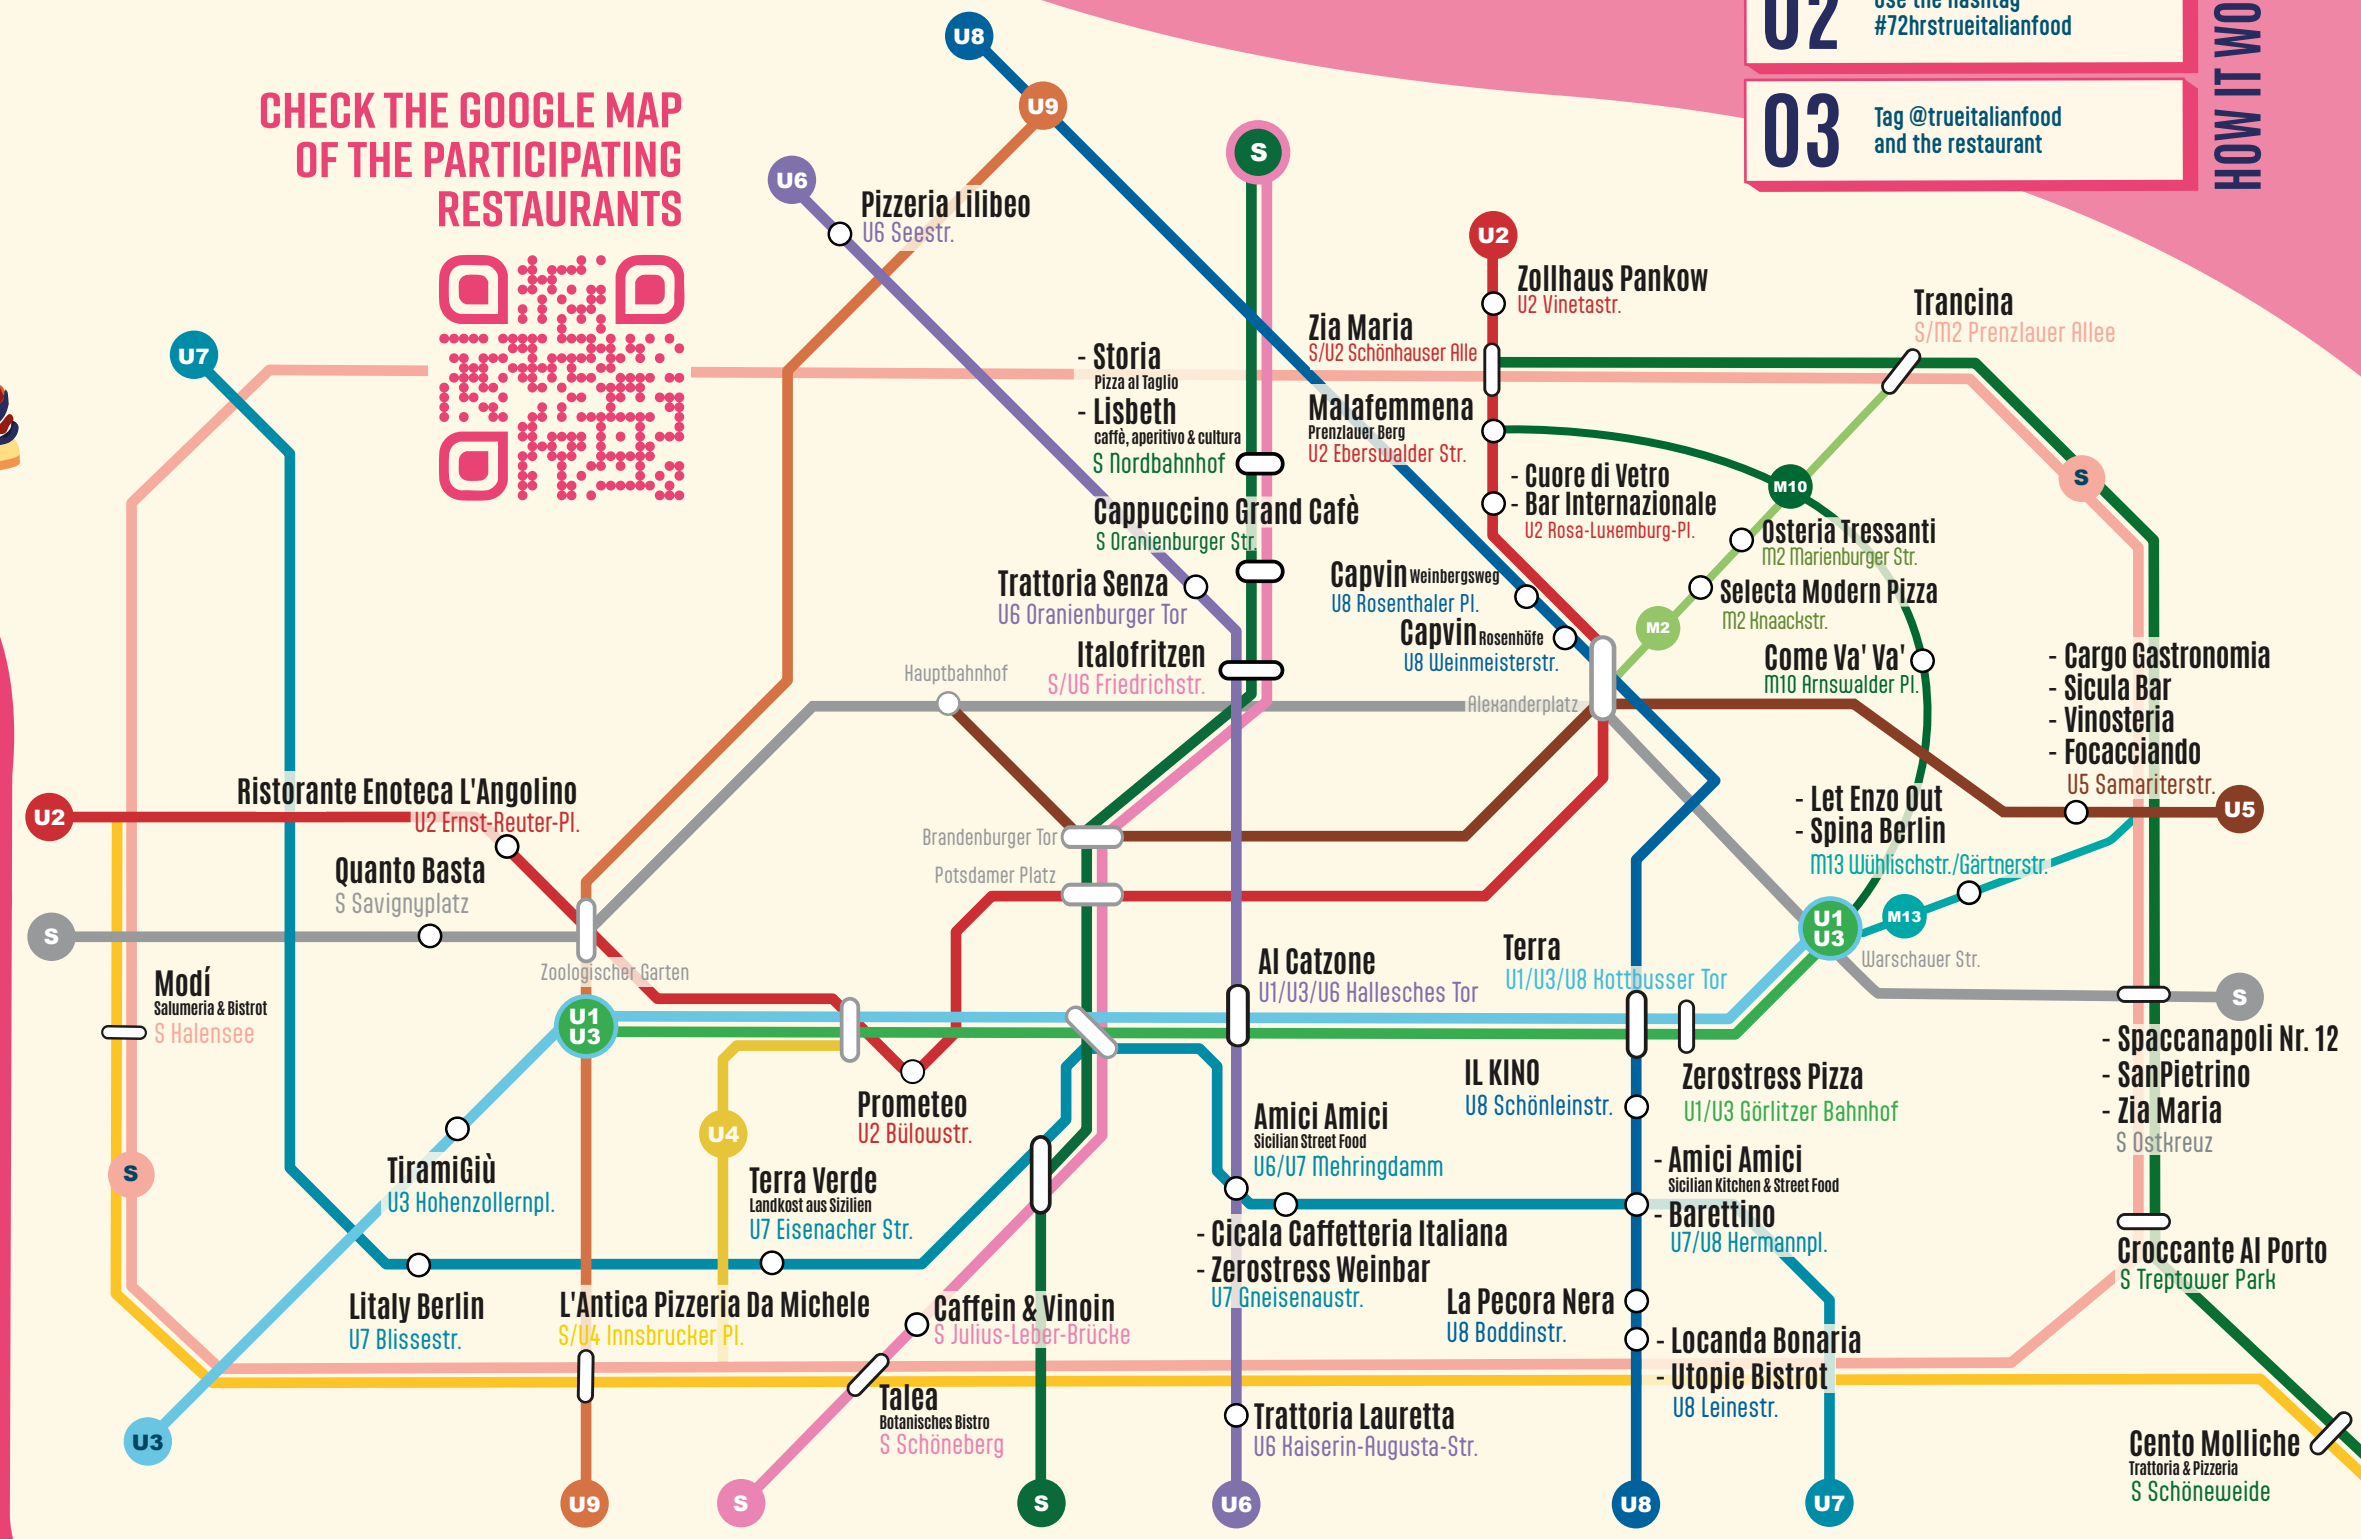 Use the hashtag
02
#72hrstrueitalianfood
03
Tag @trueitalianfood
and the restaurant
HOW IT WO
CHECK THE GOOGLE MAP
OF THE PARTICIPATING
RESTAURANTS
U8
U9
S
U6
Pizzeria Lilibeo
U6 Seestr.
U2
Zollhaus Pankow
U2 Vinetastr.
Trancina
S/M2 Prenzlauer Allee
Zia Maria
S/U2 Schönhauser Alle
U7
- Storia
Pizza al Taglio
- Lisbeth
caffè, aperitivo & cultura
S Nordbahnhof
Malafemmena
Prenzlauer Berg
U2 Eberswalder Str.
- Cuore di Vetro
- Bar Internazionale
U2 Rosa-Luxemburg-Pl.
M10
S
Cappuccino Grand Cafè
S Oranienburger Str.
Osteria Tressanti
M2 Marienburger Str.
Trattoria Senza
U6 Oranienburger Tor
Capvin Weinbergsweg
U8 Rosenthaler Pl.
Selecta Modern Pizza
M2 Knaackstr.
M2
Capvin Rosenhöfe
U8 Weinmeisterstr.
Italofritzen
S/U6 Friedrichstr.
Come Va' Va'
M10 Arnswalder Pl.
- Cargo Gastronomia
- Sicula Bar
- Vinosteria
- Focacciando
U5 Samariterstr.
Hauptbahnhof
Alexanderplatz
U5
U2
Ristorante Enoteca L'Angolino
U2 Ernst-Reuter-Pl.
- Let Enzo Out
- Spina Berlin
M13 Wühlischstr./Gärtnerstr.
Brandenburger Tor
Potsdamer Platz
Quanto Basta
S Savignyplatz
S
M13
U1
U3
Warschauer Str.
Zoologischer Garten
Modí
Salumeria & Bistrot
S Halensee
Al Catzone
U1/U3/U6 Hallesches Tor
Terra
U1/U3/U8 Kottbusser Tor
S
U1
U3
- Spaccanapoli Nr. 12
- SanPietrino
- Zia Maria
S Ostkreuz
Prometeo
U2 Bülowstr.
IL KINO
U8 Schönleinstr.
Zerostress Pizza
U1/U3 Görlitzer Bahnhof
U4
Amici Amici
Sicilian Street Food
U6/U7 Mehringdamm
S
TiramiGiù
U3 Hohenzollernpl.
Terra Verde
Landkost aus Sizilien
U7 Eisenacher Str.
- Amici Amici
Sicilian Kitchen & Street Food
- Barettino
U7/U8 Hermannpl.
- Cicala Caffetteria Italiana
- Zerostress Weinbar
U7 Gneisenaustr.
Croccante Al Porto
S Treptower Park
Litaly Berlin
U7 Blissestr.
L'Antica Pizzeria Da Michele
S/U4 Innsbrucker Pl.
Caffein & Vinoin
S Julius-Leber-Brücke
La Pecora Nera
U8 Boddinstr.
- Locanda Bonaria
- Utopie Bistrot
U8 Leinestr.
Talea
Botanisches Bistro
S Schöneberg
Trattoria Lauretta
U6 Kaiserin-Augusta-Str.
U3
Cento Molliche
Trattoria & Pizzeria
S Schöneweide
U9
S
S
U6
U8
U7